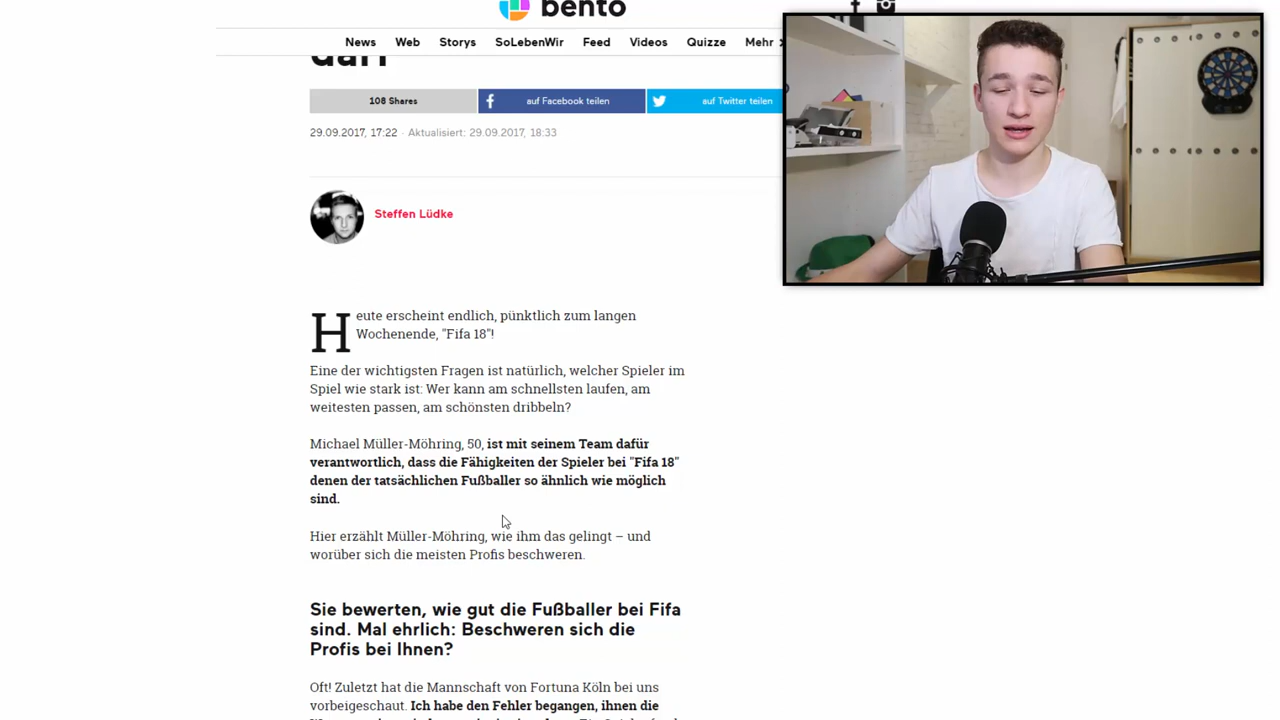 bento
News Web Storys SoLebenWir Feed Videos Quizze Mehr
108 Shares auf Facebook teilen auf Twitter teilen
29.09.2017, 17:22 · Aktualisiert: 29.09.2017, 18:33
Steffen Lüdke
Heute erscheint endlich, pünktlich zum langen
Wochenende, "Fifa 18"!
Eine der wichtigsten Fragen ist natürlich, welcher Spieler im
Spiel wie stark ist: Wer kann am schnellsten laufen, am
weitesten passen, am schönsten dribbeln?
Michael Müller-Möhring, 50, ist mit seinem Team dafür
verantwortlich, dass die Fähigkeiten der Spieler bei "Fifa 18"
denen der tatsächlichen Fußballer so ähnlich wie möglich
sind.
Hier erzählt Müller-Möhring, wie ihm das gelingt – und
worüber sich die meisten Profis beschweren.
Sie bewerten, wie gut die Fußballer bei Fifa
sind. Mal ehrlich: Beschweren sich die
Profis bei Ihnen?
Oft! Zuletzt hat die Mannschaft von Fortuna Köln bei uns
vorbeigeschaut. Ich habe den Fehler begangen, ihnen die